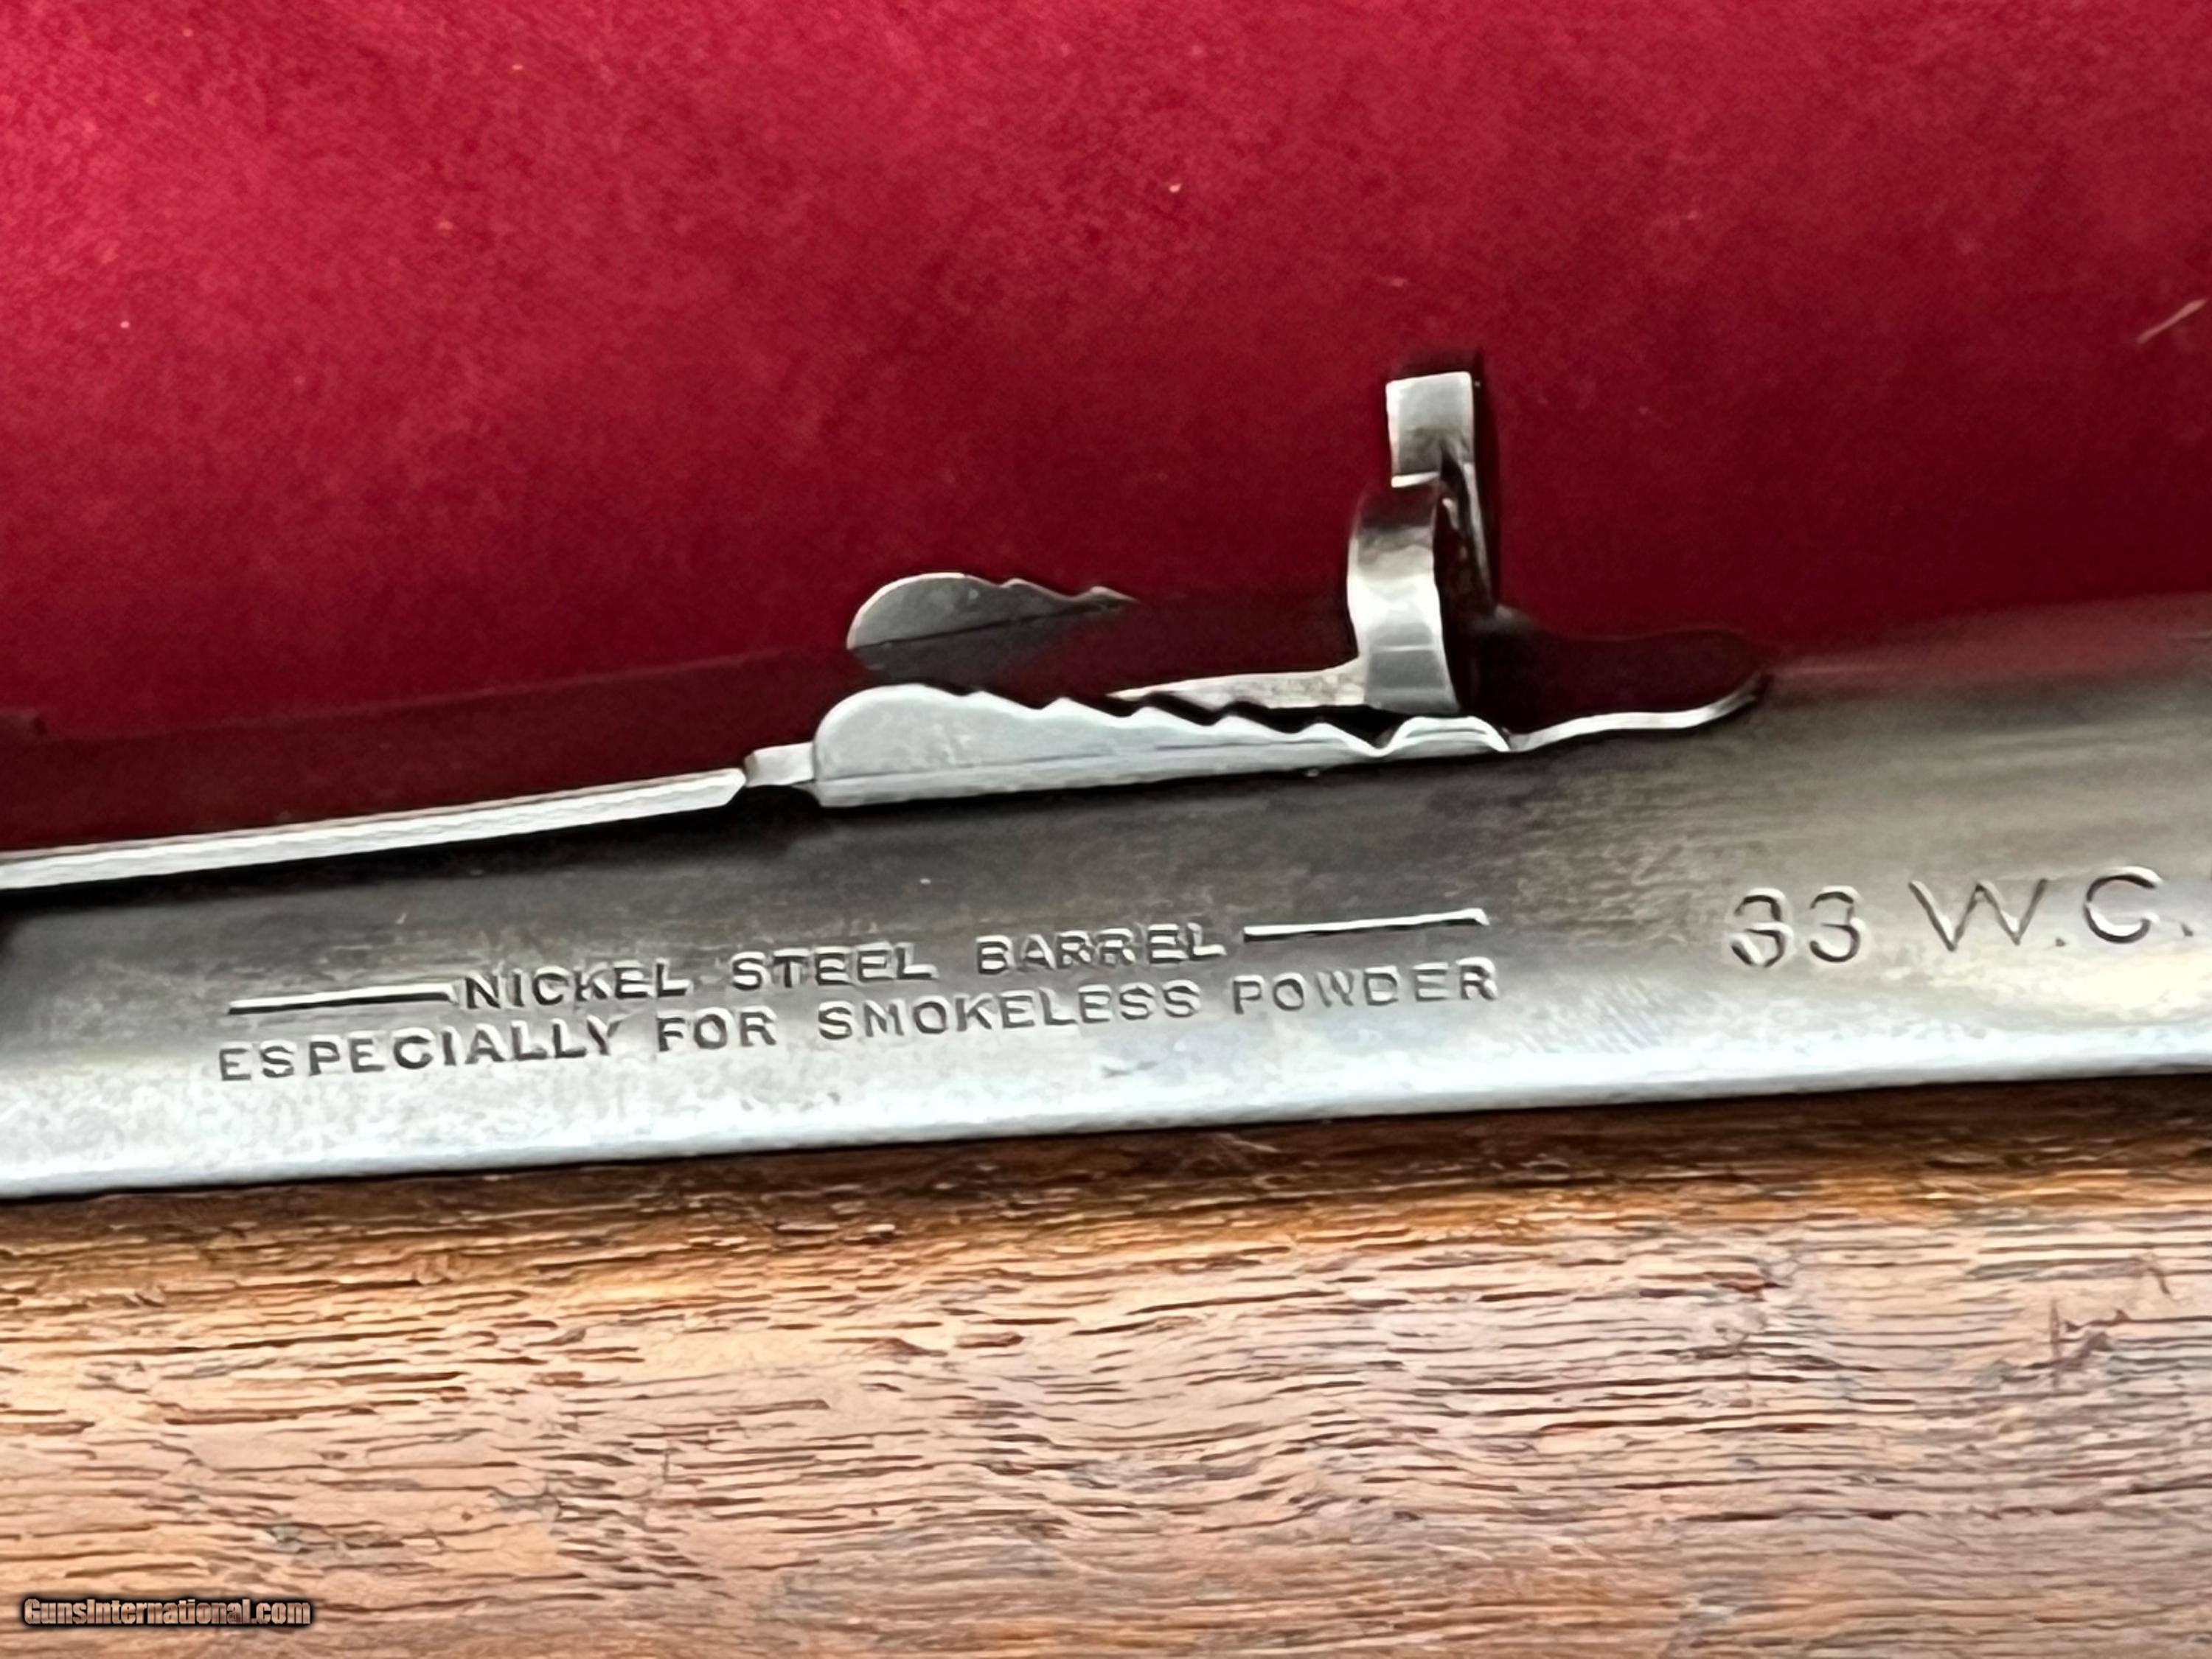 NICKEL STEEL BARREL
ESPECIALLY FOR SMOKELESS POWDER
33 W.C.
GunsInternational.com